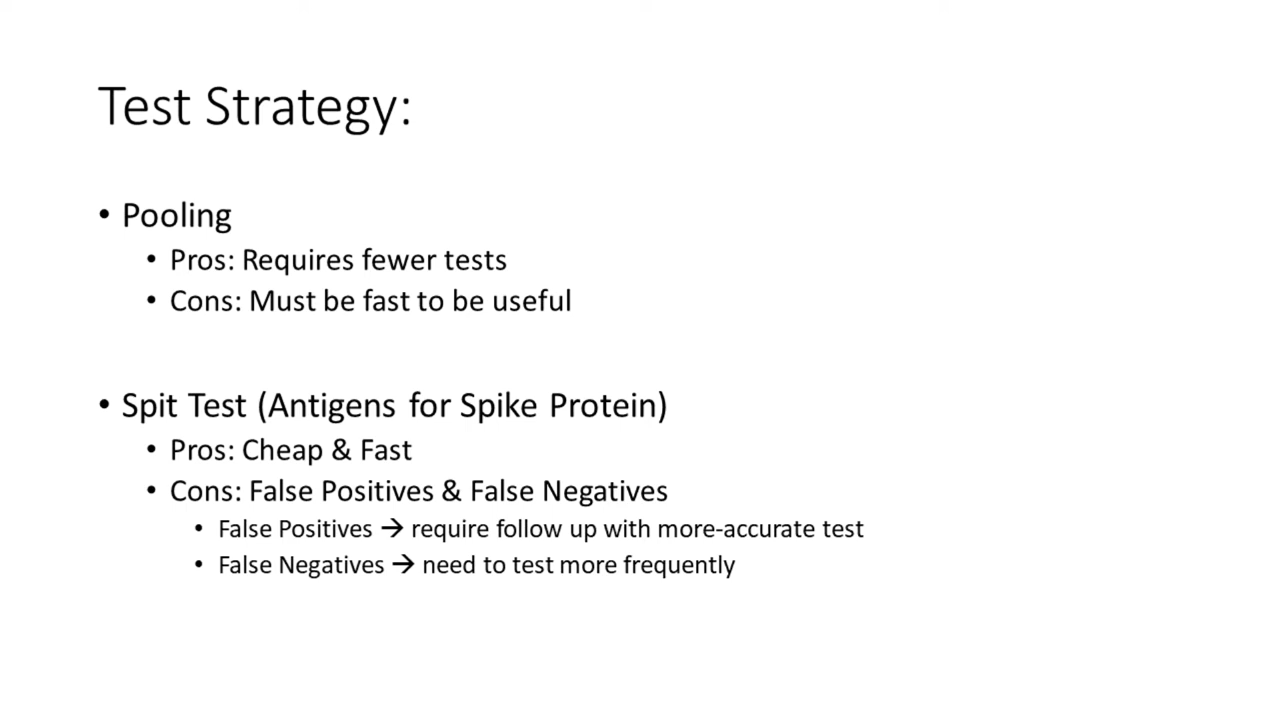 Test Strategy:
• Pooling
• Pros: Requires fewer tests
• Cons: Must be fast to be useful
• Spit Test (Antigens for Spike Protein)
• Pros: Cheap & Fast
• Cons: False Positives & False Negatives
• False Positives → require follow up with more-accurate test
• False Negatives → need to test more frequently